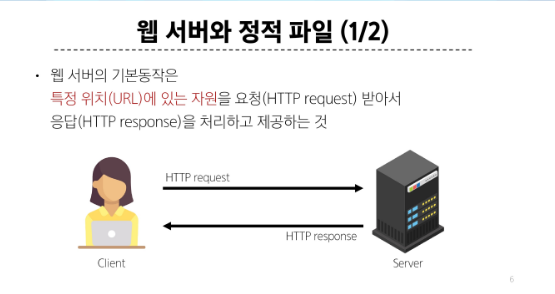 웹 서버와 정적 파일 (1/2)
• 웹 서버의 기본동작은
특정 위치(URL)에 있는 자원을 요청(HTTP request) 받아서
응답(HTTP response)을 처리하고 제공하는 것
HTTP request
HTTP response
Client
Server
6